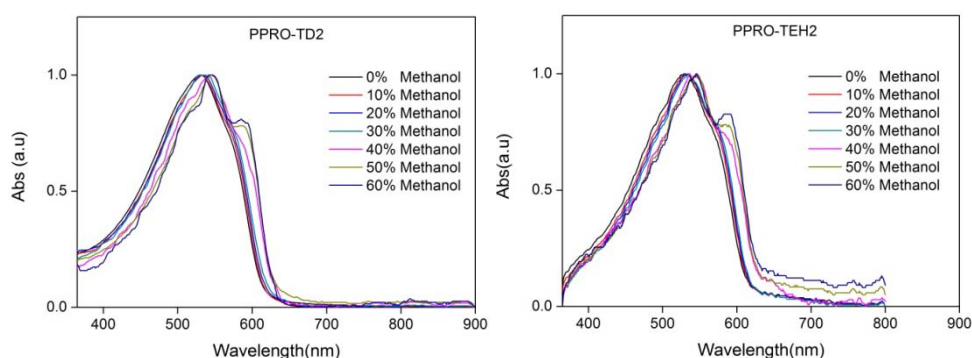 PPRO-TD2
Abs (a.u)
1.0
0.5
0.0
0% Methanol
10% Methanol
20% Methanol
30% Methanol
40% Methanol
50% Methanol
60% Methanol
400 500 600 700 800 900
Wavelength(nm)
PPRO-TEH2
Abs(a.u)
1.0
0.5
0.0
0% Methanol
10% Methanol
20% Methanol
30% Methanol
40% Methanol
50% Methanol
60% Methanol
400 500 600 700 800 900
Wavelength(nm)